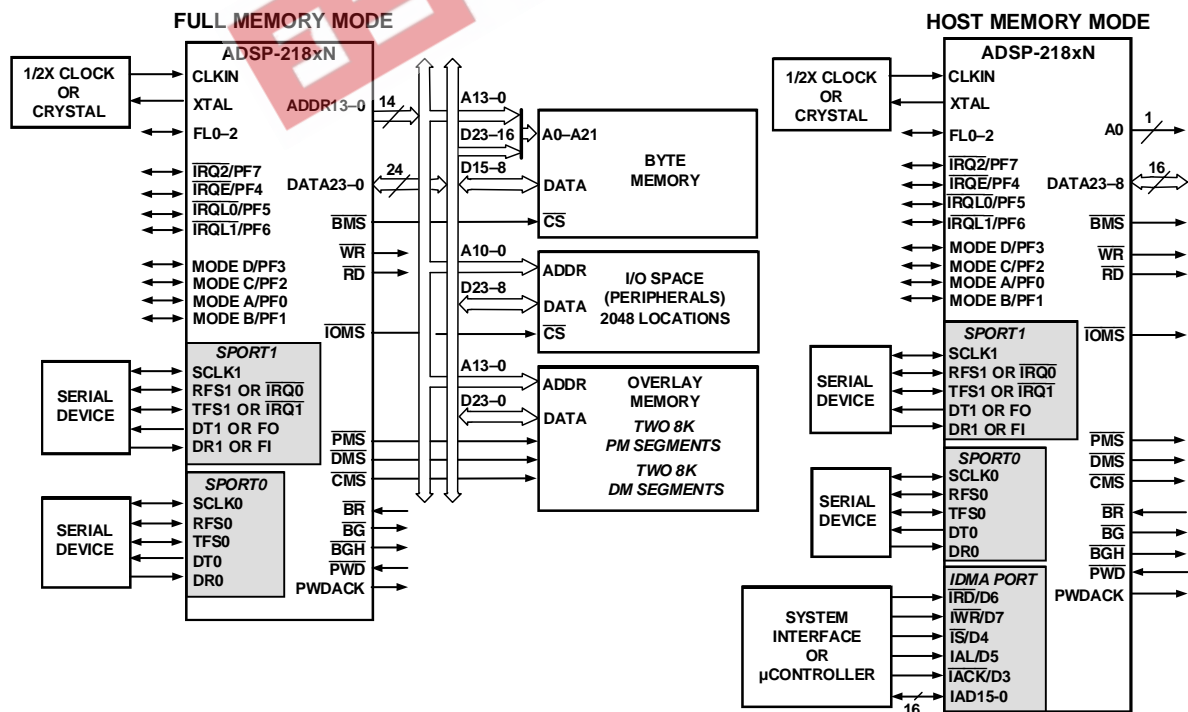 FULL MEMORY MODE
ADSP-218xN
1/2X CLOCK
OR
CRYSTAL
CLKIN
XTAL
FL0–2
IRQ2/PF7
IRQE/PF4
IRQL0/PF5
IRQL1/PF6
MODE D/PF3
MODE C/PF2
MODE A/PF0
MODE B/PF1
SERIAL
DEVICE
SPORT1
SCLK1
RFS1 OR IRQ0
TFS1 OR IRQ1
DT1 OR FO
DR1 OR FI
SERIAL
DEVICE
SPORT0
SCLK0
RFS0
TFS0
DT0
DR0
ADDR13–0
14
DATA23–0
24
BMS
WR
RD
IOMS
PMS
DMS
CMS
BR
BG
BGH
PWD
PWDACK
A13–0
D23–16
D15–8
A0–A21
DATA
CS
BYTE
MEMORY
A10–0
D23–8
ADDR
DATA
CS
I/O SPACE
(PERIPHERALS)
2048 LOCATIONS
A13–0
D23–0
ADDR
DATA
OVERLAY
MEMORY
TWO 8K
PM SEGMENTS
TWO 8K
DM SEGMENTS
HOST MEMORY MODE
ADSP-218xN
1/2X CLOCK
OR
CRYSTAL
CLKIN
XTAL
FL0–2
IRQ2/PF7
IRQE/PF4
IRQL0/PF5
IRQL1/PF6
MODE D/PF3
MODE C/PF2
MODE A/PF0
MODE B/PF1
SERIAL
DEVICE
SPORT1
SCLK1
RFS1 OR IRQ0
TFS1 OR IRQ1
DT1 OR FO
DR1 OR FI
SERIAL
DEVICE
SPORT0
SCLK0
RFS0
TFS0
DT0
DR0
SYSTEM
INTERFACE
OR
µCONTROLLER
IDMA PORT
IRD/D6
IWR/D7
IS/D4
IAL/D5
IACK/D3
IAD15-0
16
A0
1
DATA23–8
16
BMS
WR
RD
IOMS
PMS
DMS
CMS
BR
BG
BGH
PWD
PWDACK